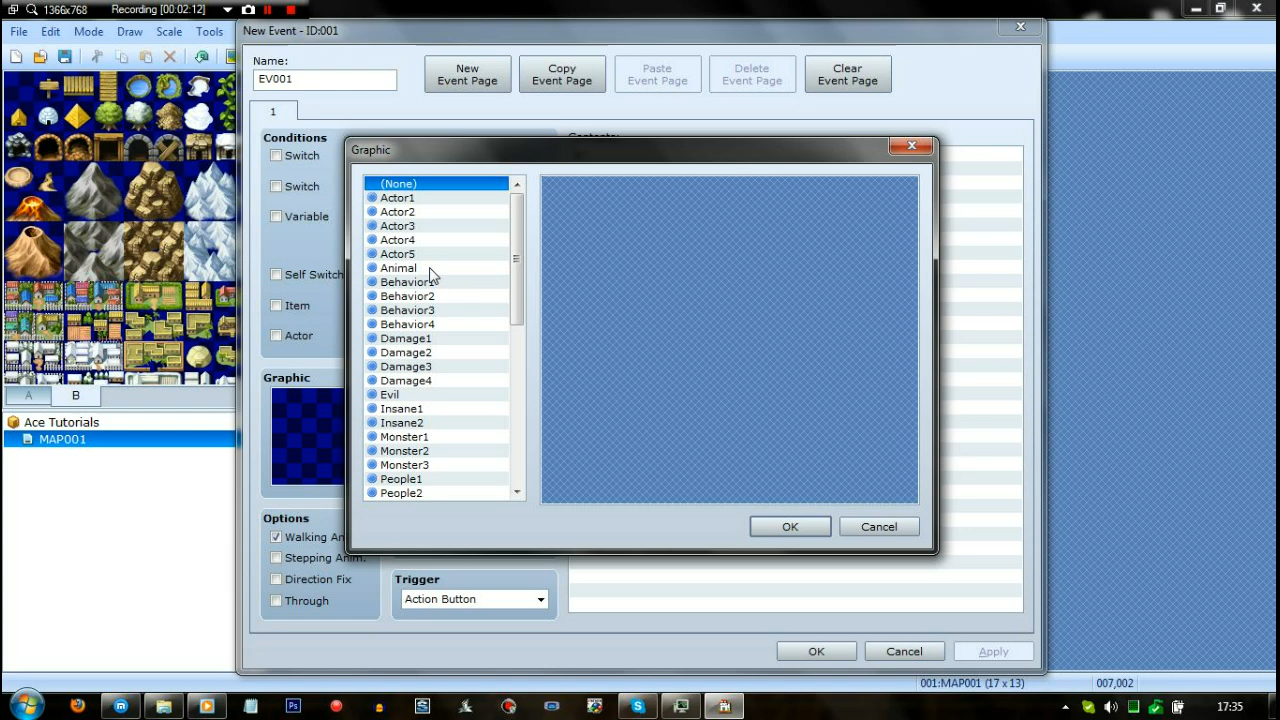 1366x768 Recording [00:02:12]
File Edit Mode Draw Scale Tools
New Event - ID:001
Name:
EV001
New
Event Page
Copy
Event Page
Paste
Event Page
Delete
Event Page
Clear
Event Page
1
Conditions
Switch
Switch
Variable
Self Switch
Item
Actor
Graphic
Options
Walking An
Stepping Anim.
Direction Fix
Through
Trigger
Action Button
Contents:
Graphic
(None)
Actor1
Actor2
Actor3
Actor4
Actor5
Animal
Behavior1
Behavior2
Behavior3
Behavior4
Damage1
Damage2
Damage3
Damage4
Evil
Insane1
Insane2
Monster1
Monster2
Monster3
People1
People2
OK Cancel
OK Cancel Apply
A B
Ace Tutorials
MAP001
001:MAP001 (17 x 13) 007,002
17:35